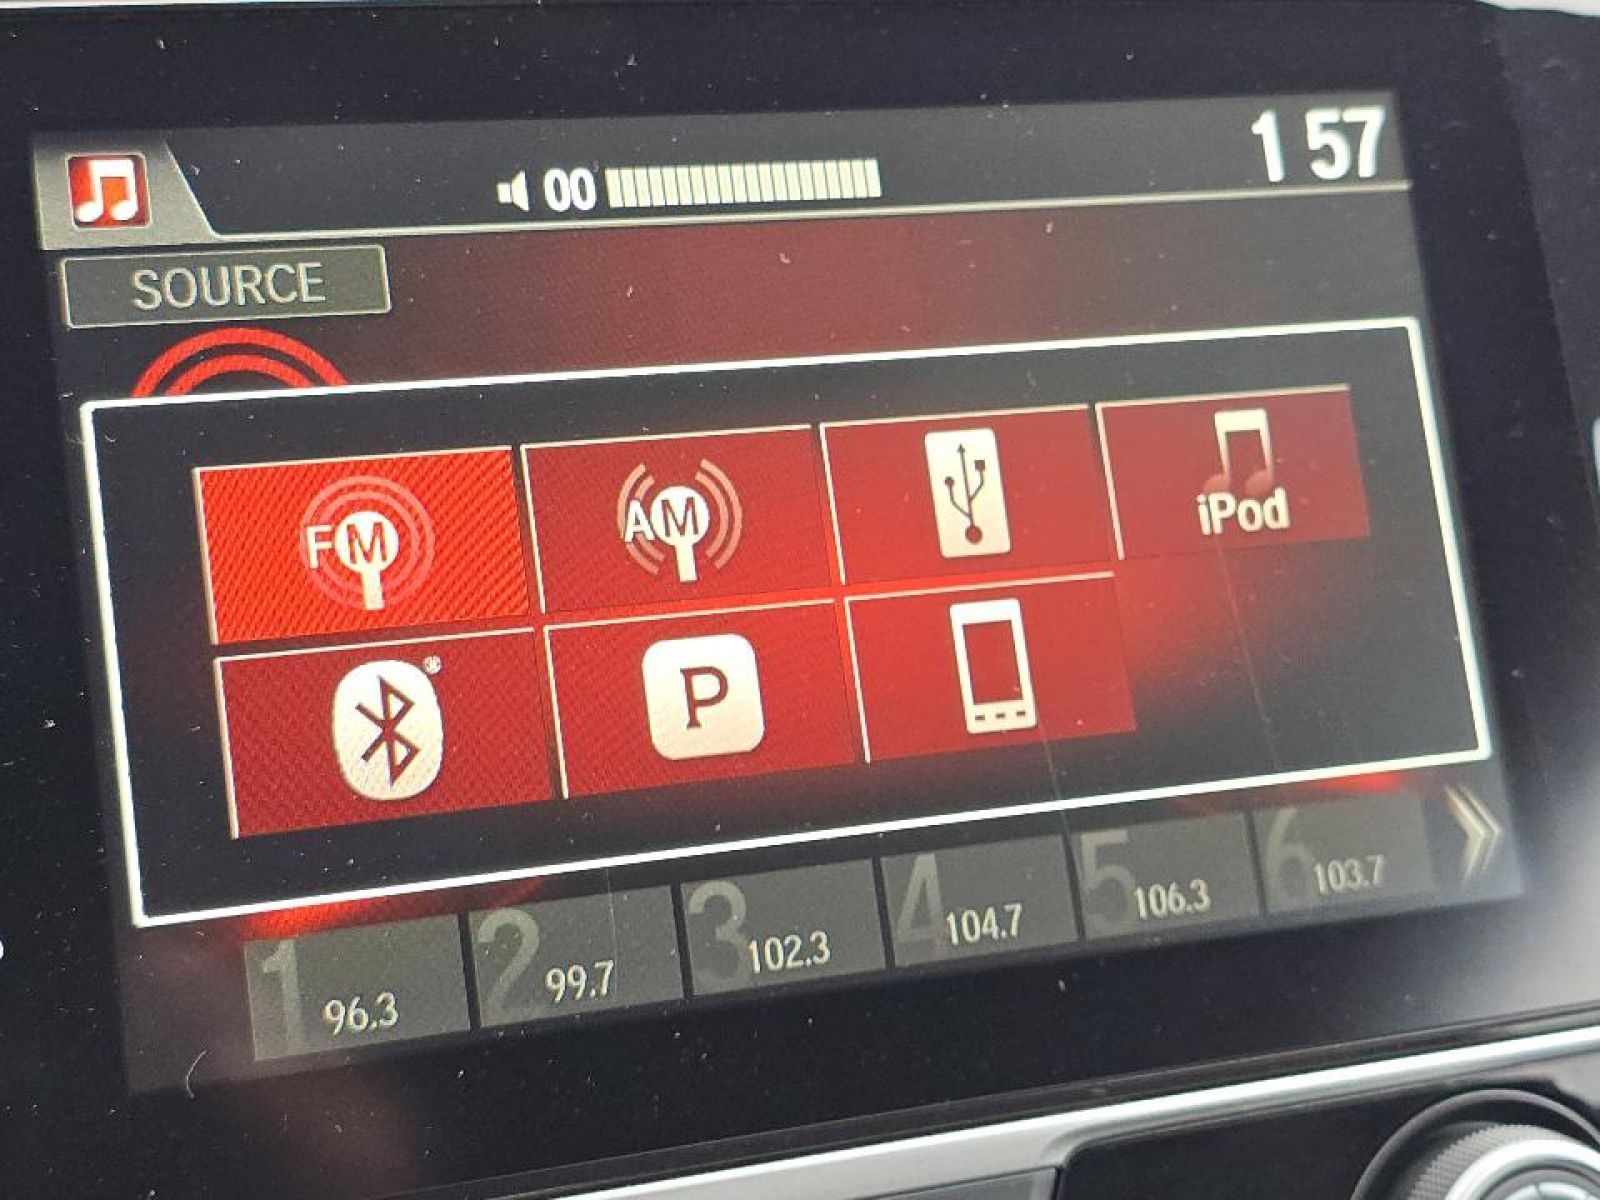 00
1 57
SOURCE
FM
AM
iPod
®
P
1 96.3
2 99.7
3 102.3
4 104.7
5 106.3
6 103.7